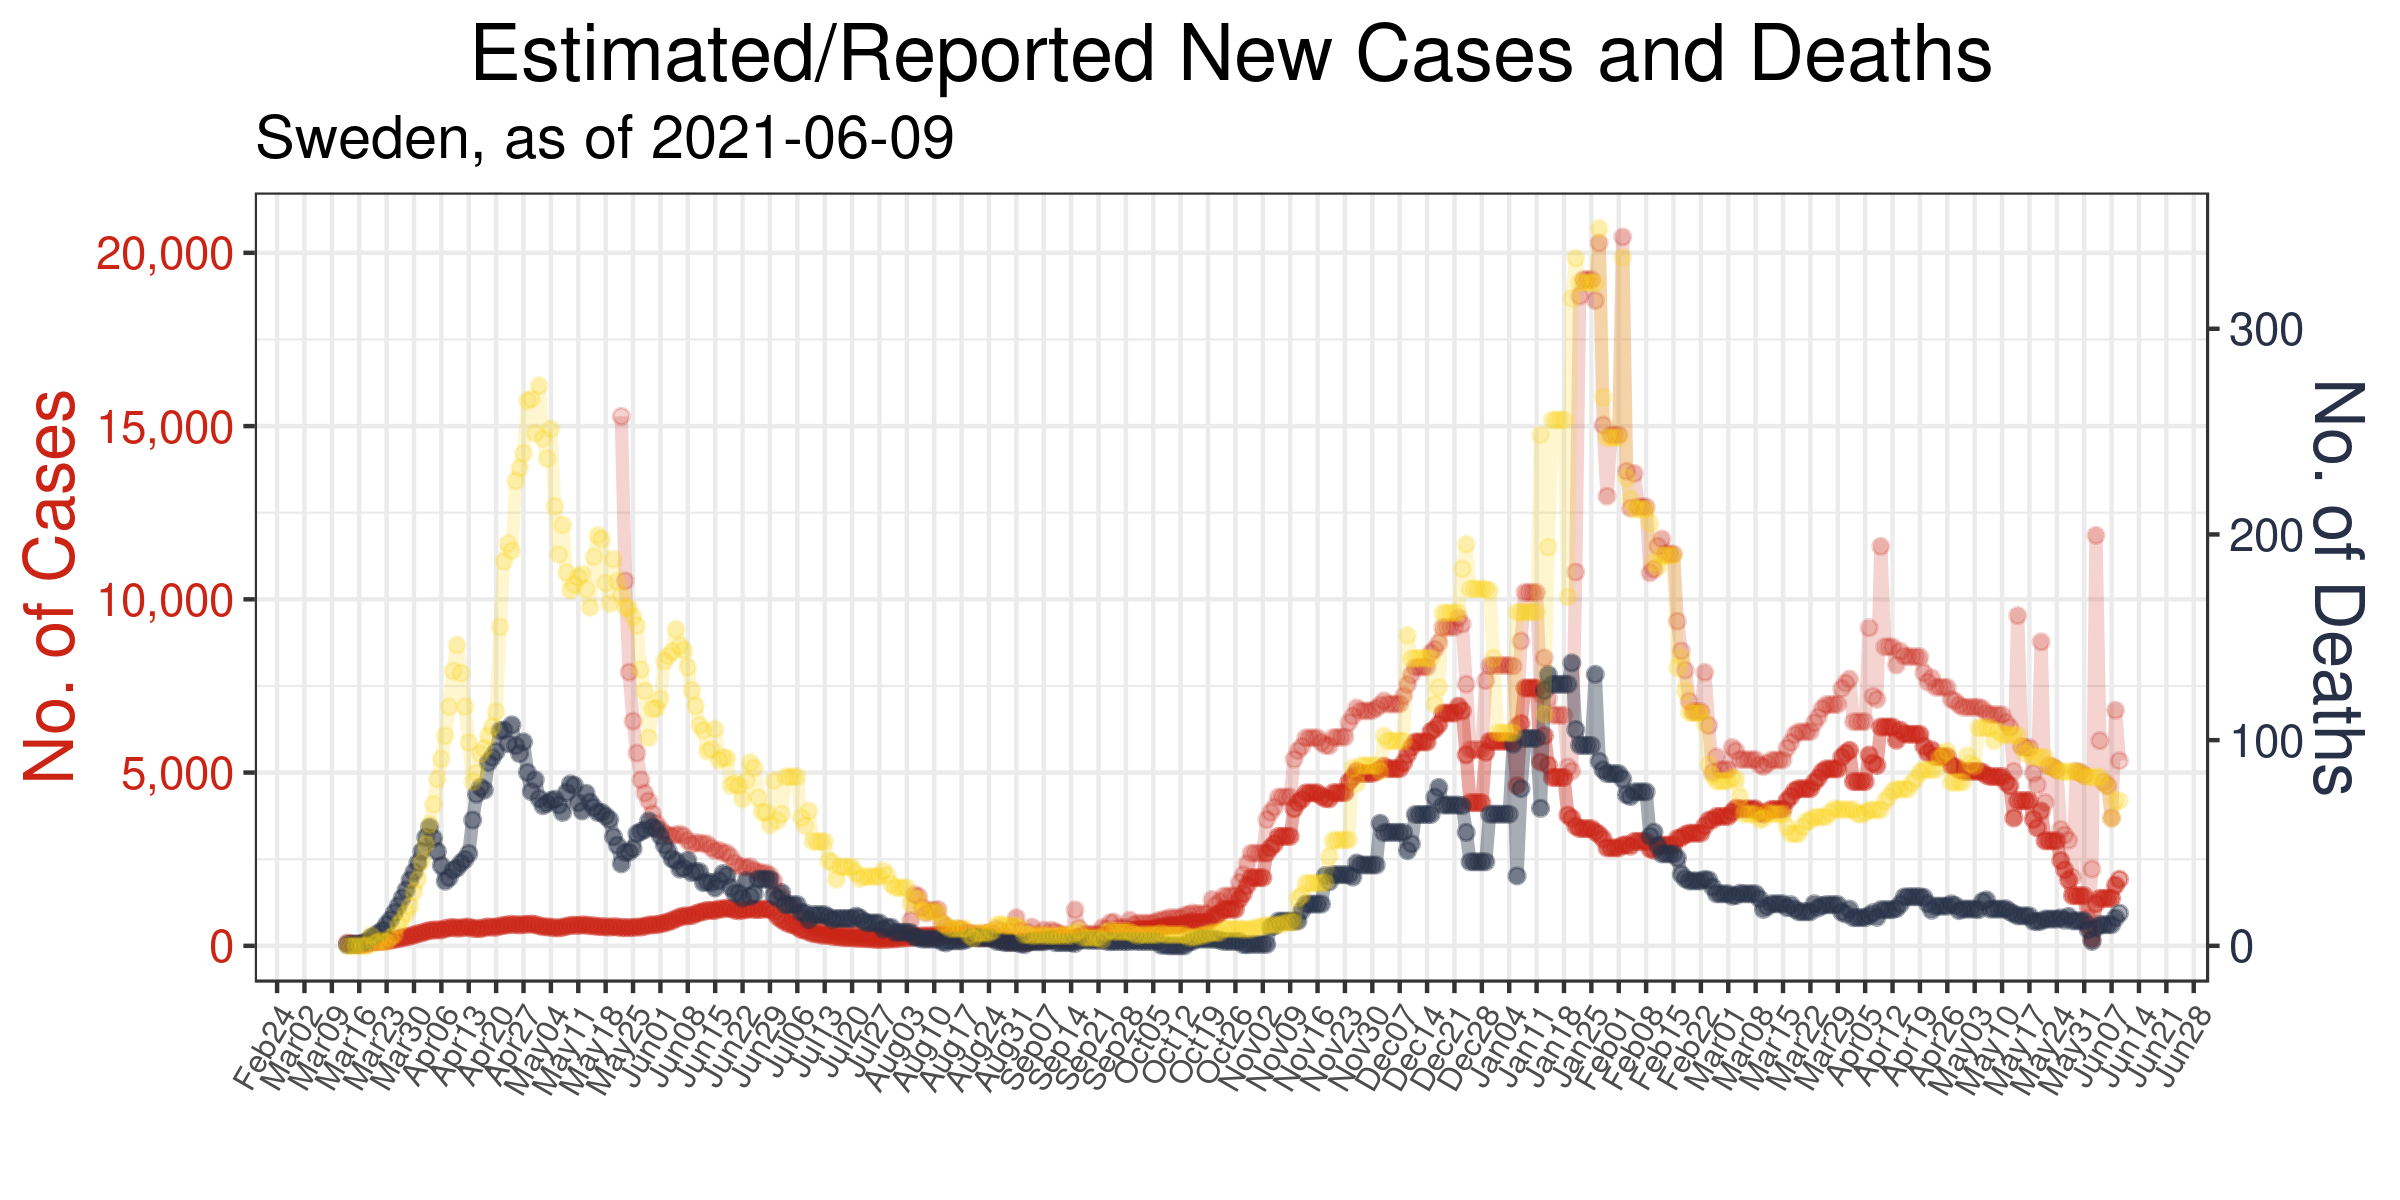 Estimated/Reported New Cases and Deaths
Sweden, as of 2021-06-09
No. of Cases
20,000
15,000
10,000
5,000
0
300
200
100
0
No. of Deaths
Feb24
Mar02
Mar09
Mar16
Mar23
Mar30
Apr06
Apr13
Apr20
Apr27
May04
May11
May18
May25
Jun01
Jun08
Jun15
Jun22
Jun29
Jul06
Jul13
Jul20
Jul27
Aug03
Aug10
Aug17
Aug24
Aug31
Sep07
Sep14
Sep21
Sep28
Oct05
Oct12
Oct19
Oct26
Nov02
Nov09
Nov16
Nov23
Nov30
Dec07
Dec14
Dec21
Dec28
Jan04
Jan11
Jan18
Jan25
Feb01
Feb08
Feb15
Feb22
Mar01
Mar08
Mar15
Mar22
Mar29
Apr05
Apr12
Apr19
Apr26
May03
May10
May17
May24
May31
Jun07
Jun14
Jun21
Jun28